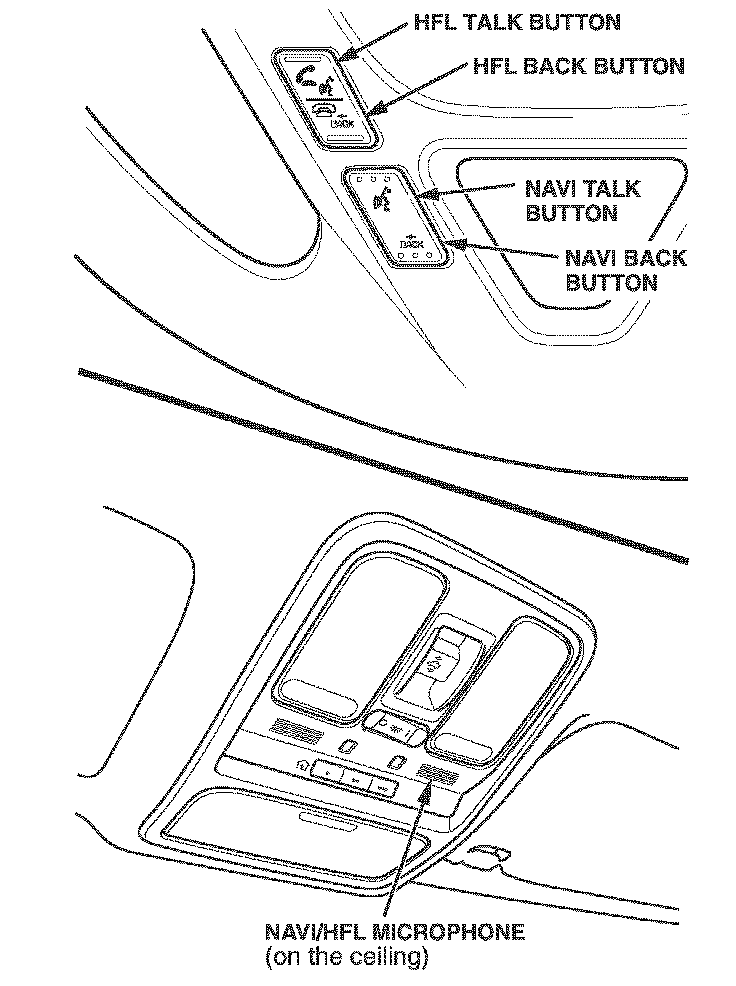 HFL TALK BUTTON
HFL BACK BUTTON
BACK
NAVI TALK
BUTTON
BACK
NAVI BACK
BUTTON
NAVI/HFL MICROPHONE
(on the ceiling)